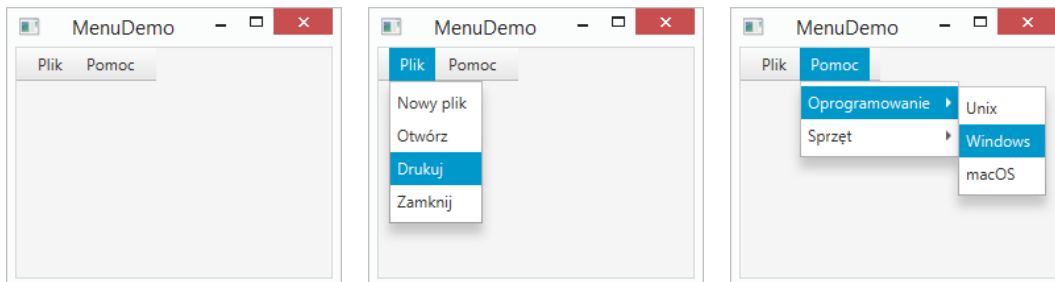 MenuDemo
Plik Pomoc
MenuDemo
Plik Pomoc
Nowy plik
Otwórz
Drukuj
Zamknij
MenuDemo
Plik Pomoc
Oprogramowanie
Sprzęt
Unix
Windows
macOS